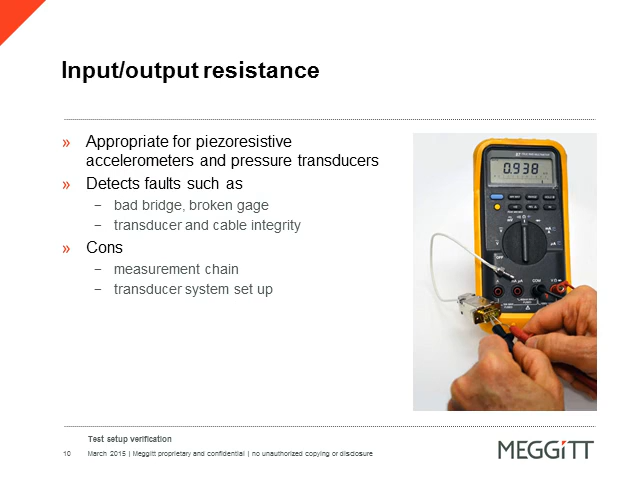 Input/output resistance
» Appropriate for piezoresistive
accelerometers and pressure transducers
» Detects faults such as
– bad bridge, broken gage
– transducer and cable integrity
» Cons
– measurement chain
– transducer system set up
0.938
OFF
COM
Test setup verification
10 March 2015 | Meggitt proprietary and confidential | no unauthorized copying or disclosure
MEGGiTT